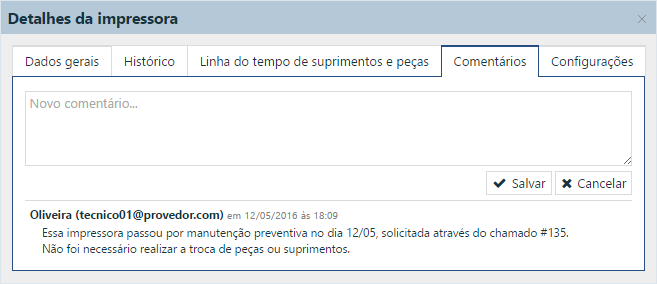 Detalhes da impressora
Dados gerais Histórico Linha do tempo de suprimentos e peças Comentários Configurações
Novo comentário...
Salvar Cancelar
Oliveira (tecnico01@provedor.com) em 12/05/2016 às 18:09
Essa impressora passou por manutenção preventiva no dia 12/05, solicitada através do chamado #135.
Não foi necessário realizar a troca de peças ou suprimentos.